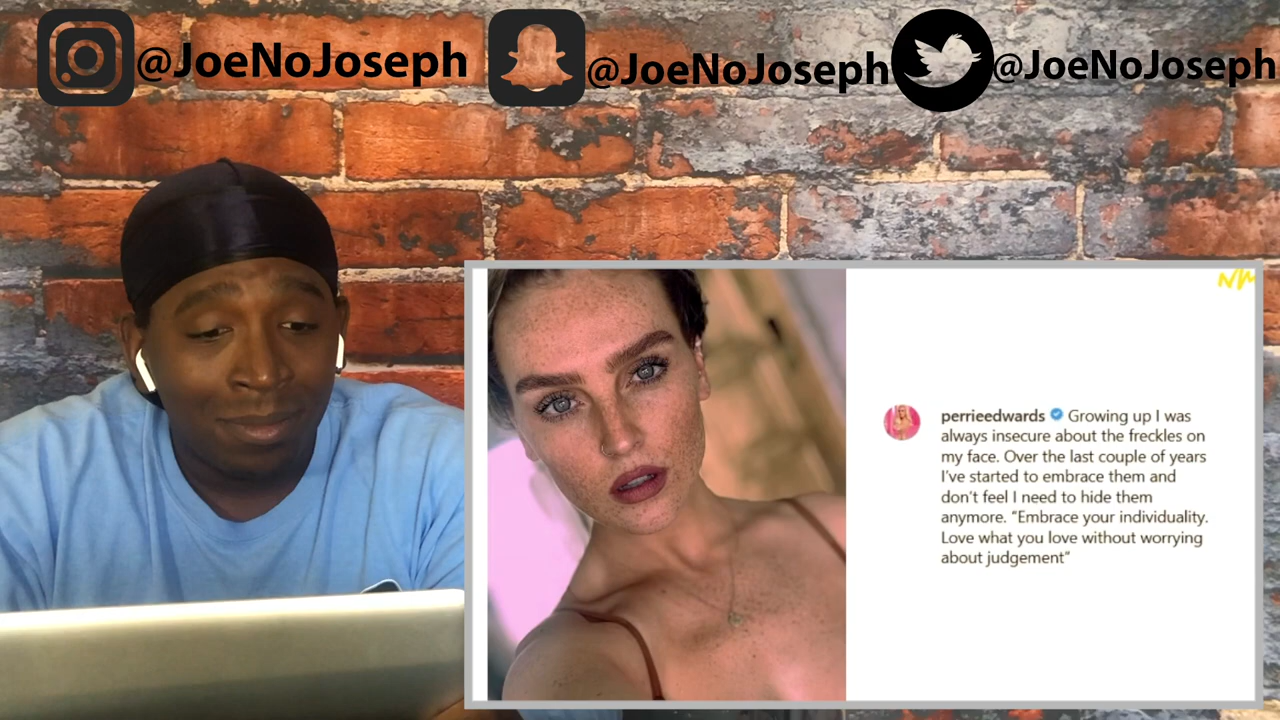 @JoeNoJoseph
@JoeNoJoseph
@JoeNoJoseph
NM
perrieedwards Growing up I was
always insecure about the freckles on
my face. Over the last couple of years
I've started to embrace them and
don't feel I need to hide them
anymore. "Embrace your individuality.
Love what you love without worrying
about judgement"